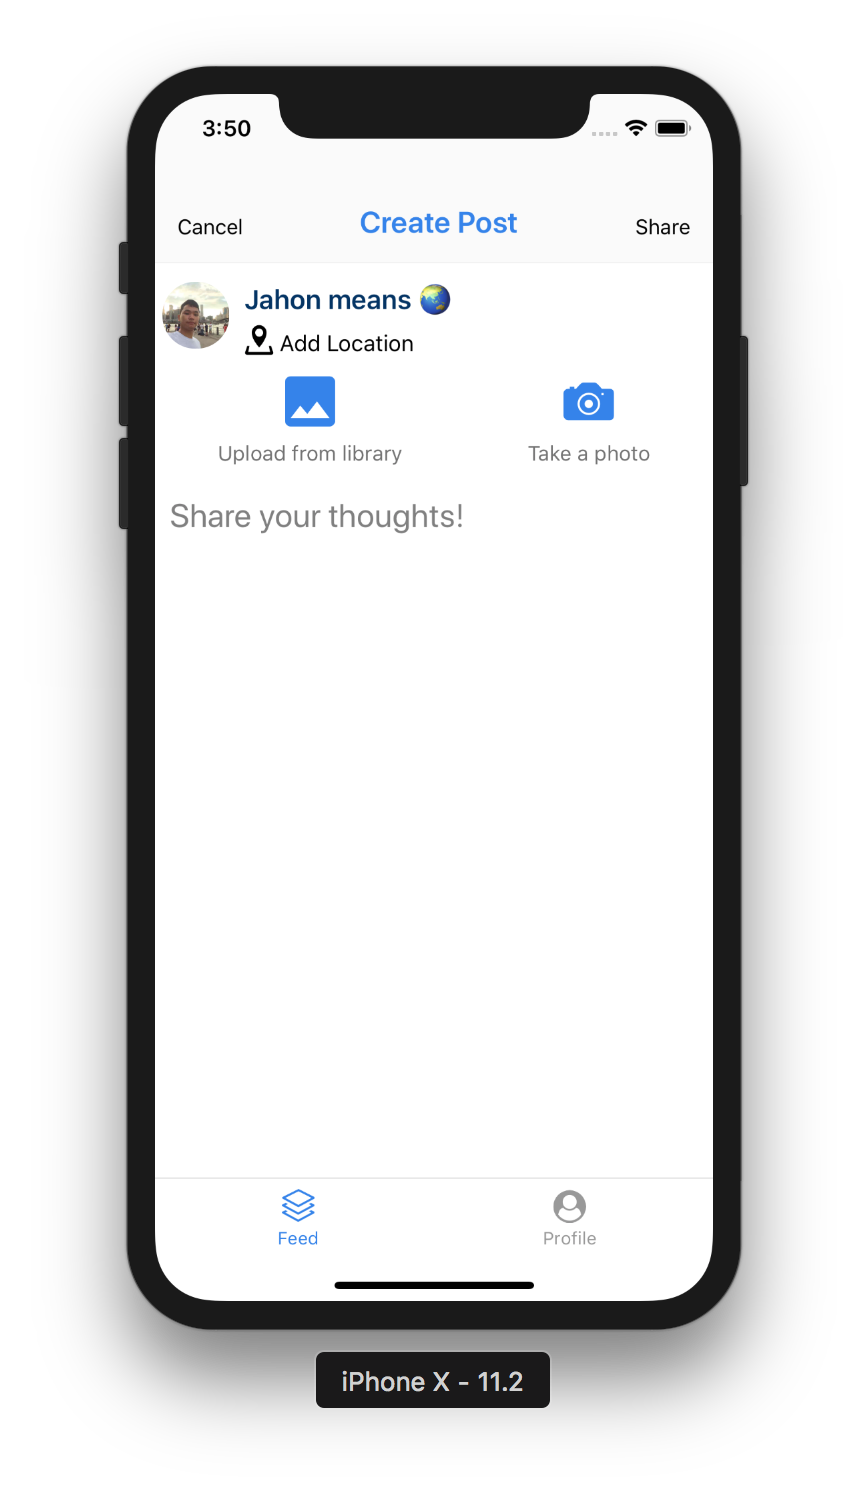 3:50
Cancel Create Post Share
Jahon means 🌏
Add Location
Upload from library Take a photo
Share your thoughts!
Feed Profile
iPhone X - 11.2